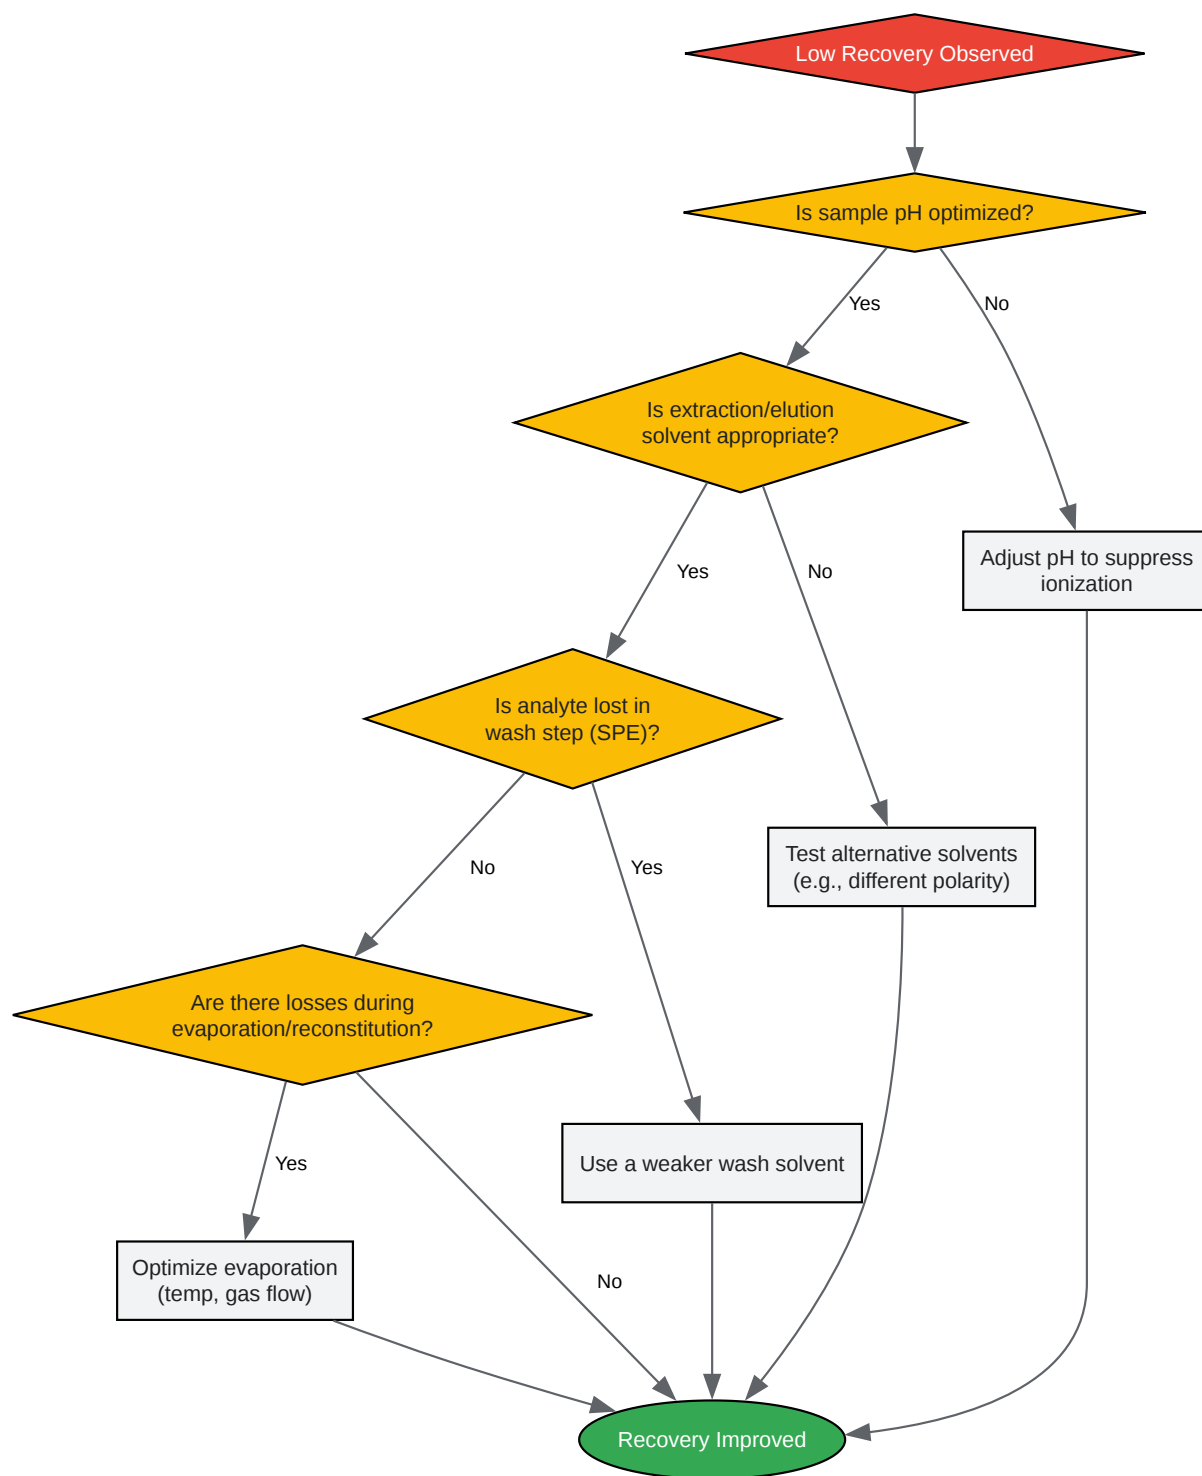 Low Recovery Observed
Is sample pH optimized?
Yes
No
Is extraction/elution
solvent appropriate?
Yes
No
Adjust pH to suppress
ionization
Is analyte lost in
wash step (SPE)?
No
Yes
Test alternative solvents
(e.g., different polarity)
Are there losses during
evaporation/reconstitution?
Yes
No
Use a weaker wash solvent
Optimize evaporation
(temp, gas flow)
Recovery Improved